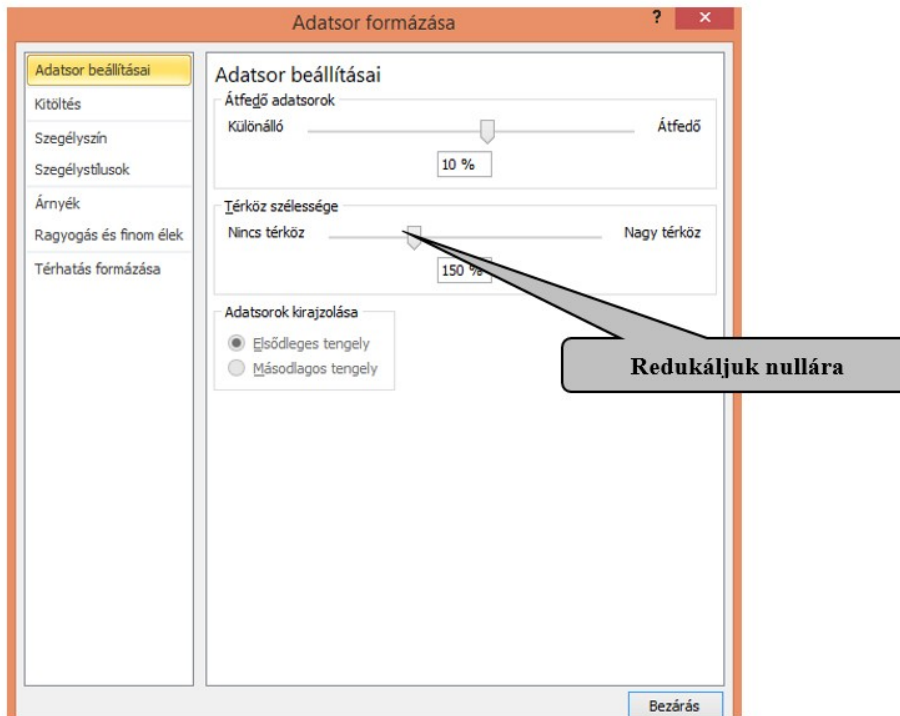 Adatsor formázása
?
Adatsor beállításai
Kitöltés
Szegélyszín
Szegélystílusok
Árnyék
Ragyogás és finom élek
Térhatás formázása
Adatsor beállításai
Átfedő adatsorok
Különálló
Átfedő
10 %
Térköz szélessége
Nincs térköz
Nagy térköz
150 %
Adatsorok kirajzolása
Elsődleges tengely
Másodlagos tengely
Redukáljuk nullára
Bezárás